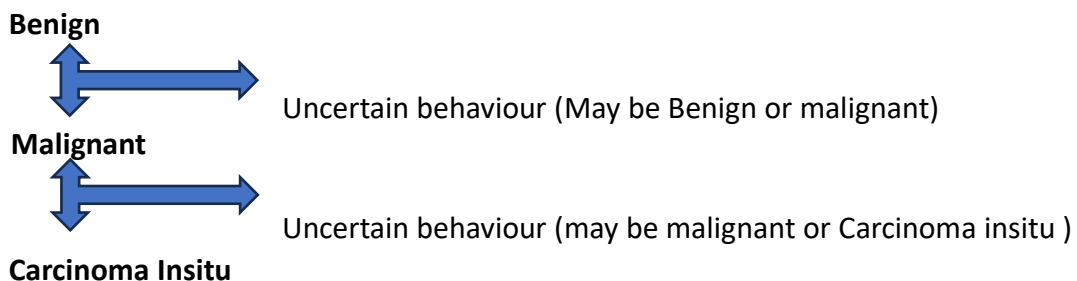 Benign
Uncertain behaviour (May be Benign or malignant)
Malignant
Uncertain behaviour (may be malignant or Carcinoma insitu )
Carcinoma Insitu